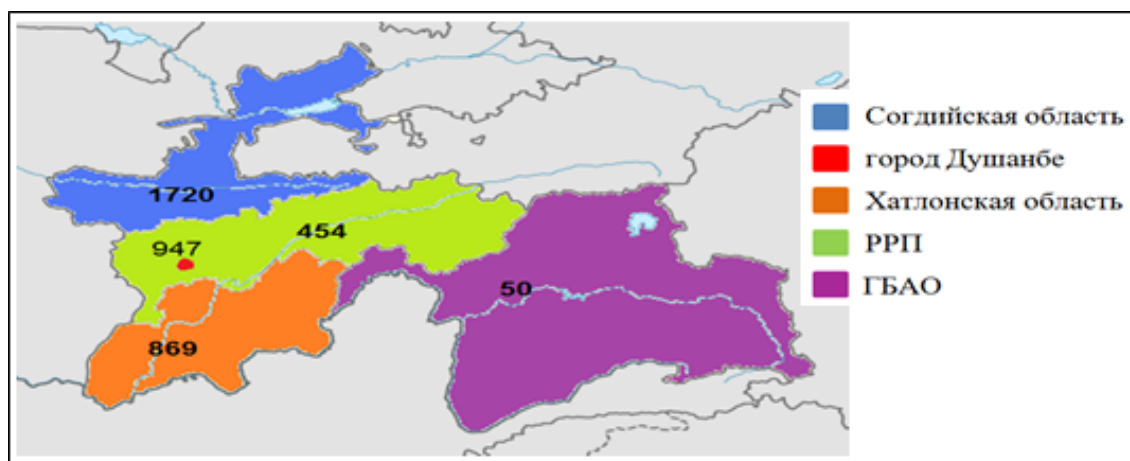 1720
947
454
50
869
Согдийская область
город Душанбе
Хатлонская область
РРП
ГБАО